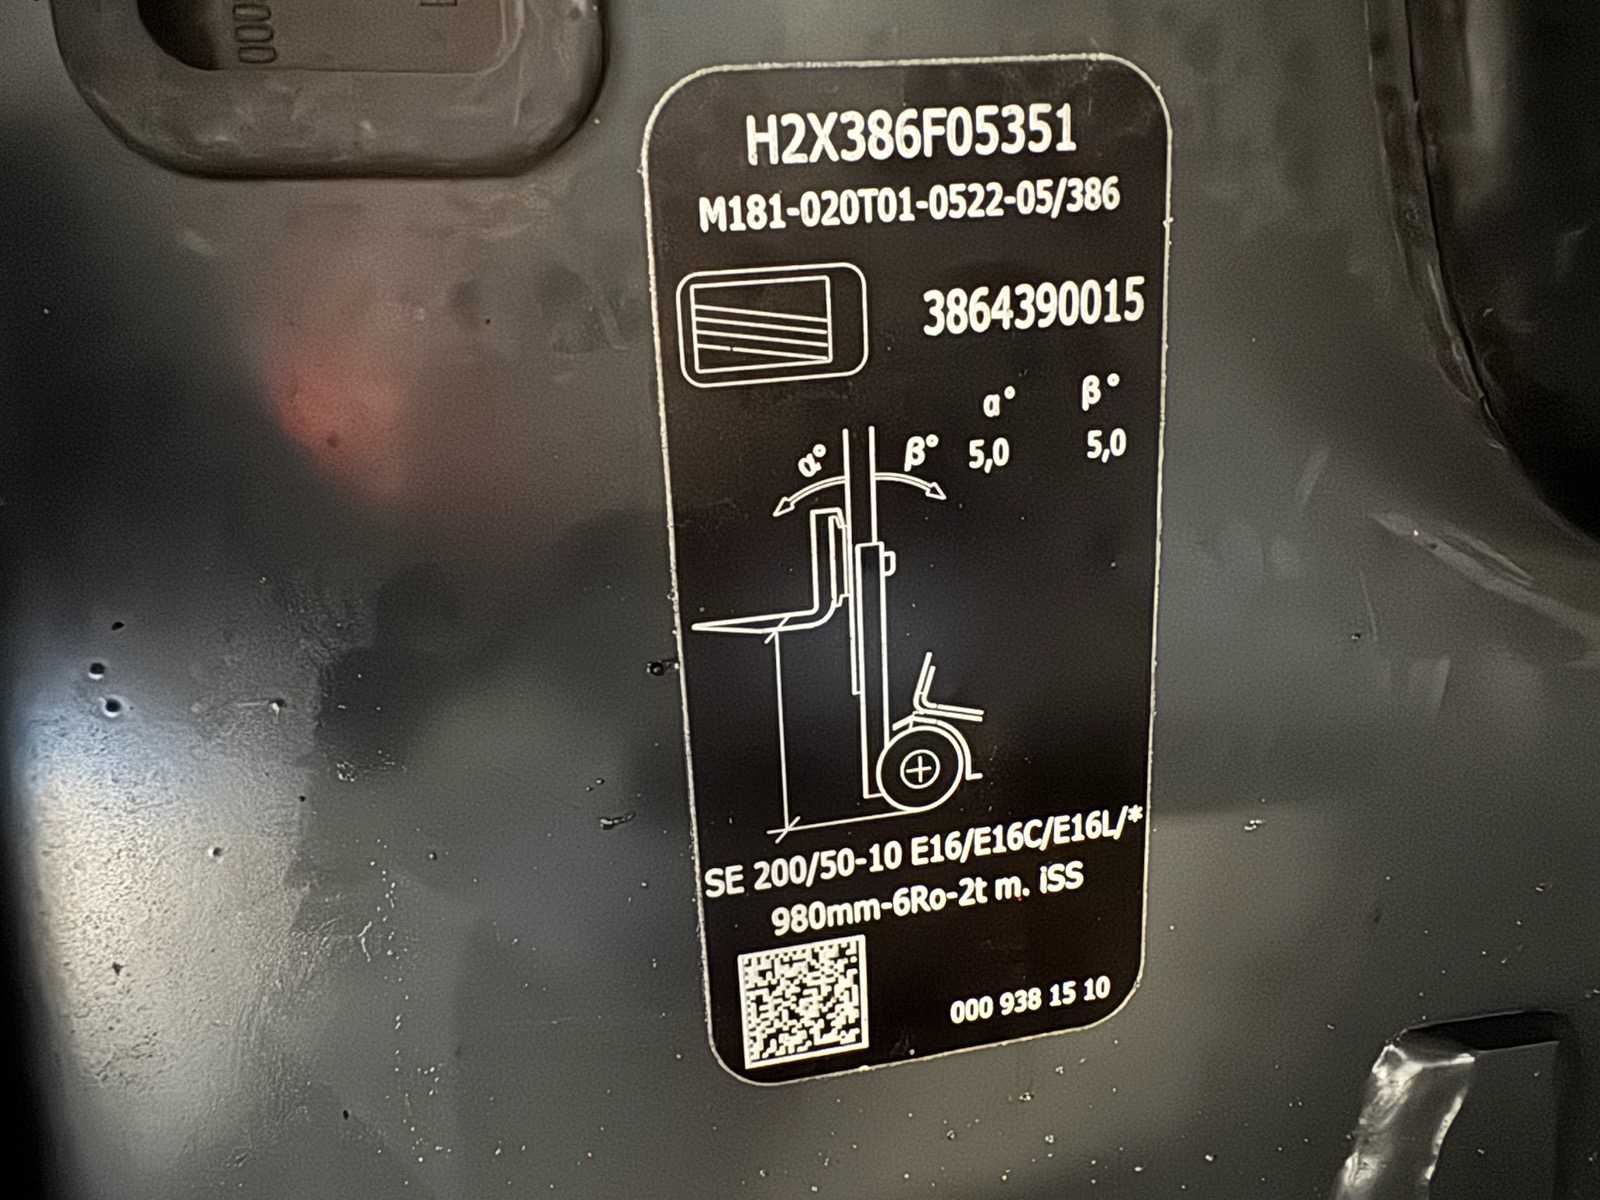 000
H2X386F05351
M181-020T01-0522-05/386
3864390015
α° β°
α° β° 5,0 5,0
SE 200/50-10 E16/E16C/E16L/*
980mm-6Ro-2t m. iSS
000 938 15 10